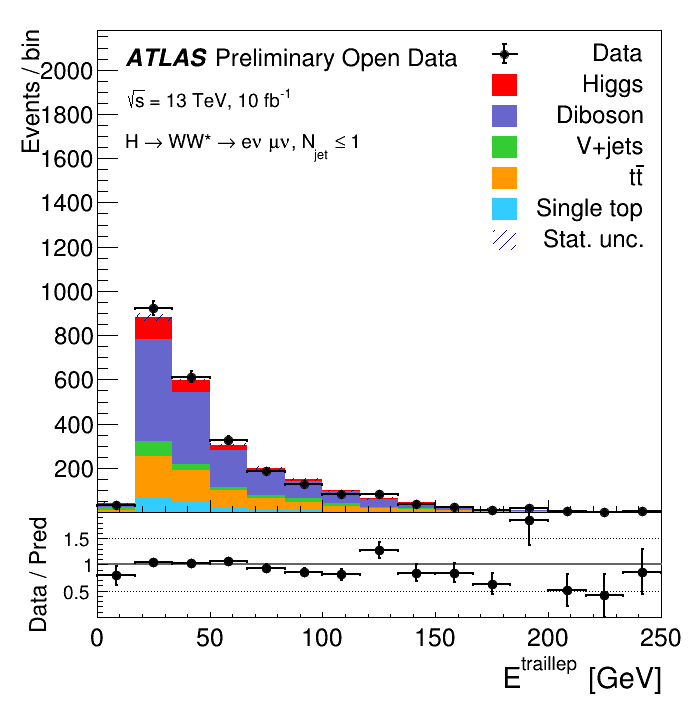 ATLAS Preliminary Open Data
√s = 13 TeV, 10 fb⁻¹
H → WW* → eν μν, N_jet ≤ 1
Data
Higgs
Diboson
V+jets
tt̄
Single top
Stat. unc.
Events / bin
2000
1800
1600
1400
1200
1000
800
600
400
200
Data / Pred
1.5
1
0.5
0 50 100 150 200 250
E^traillep [GeV]